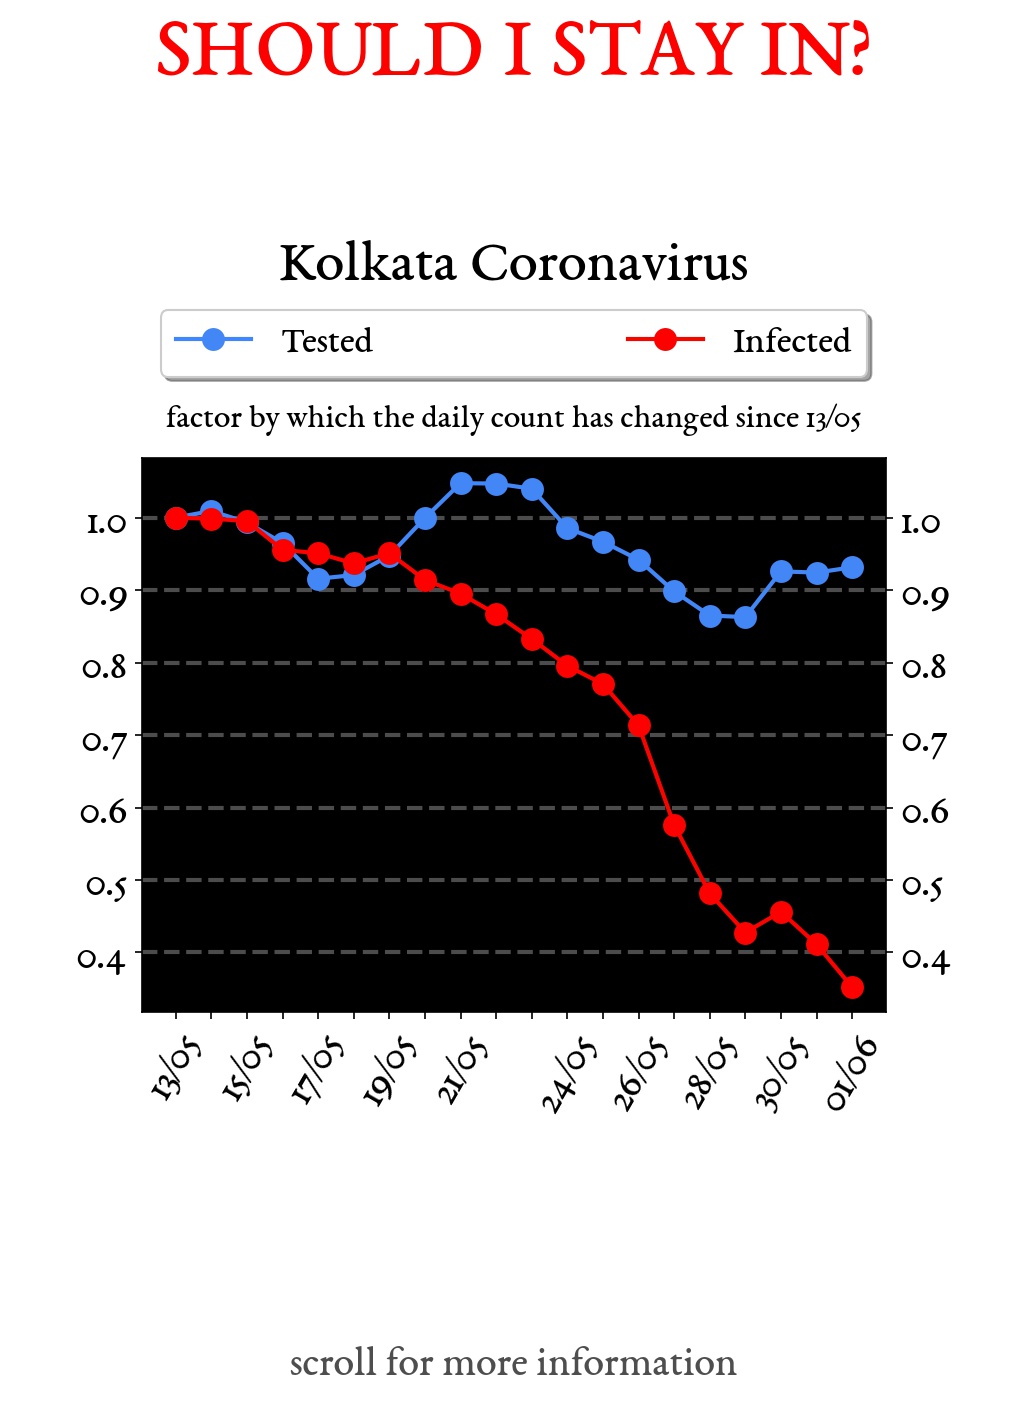 SHOULD I STAY IN?
Kolkata Coronavirus
Tested Infected
factor by which the daily count has changed since 13/05
1.0 1.0
0.9 0.9
0.8 0.8
0.7 0.7
0.6 0.6
0.5 0.5
0.4 0.4
13/05 15/05 17/05 19/05 21/05 24/05 26/05 28/05 30/05 01/06
scroll for more information